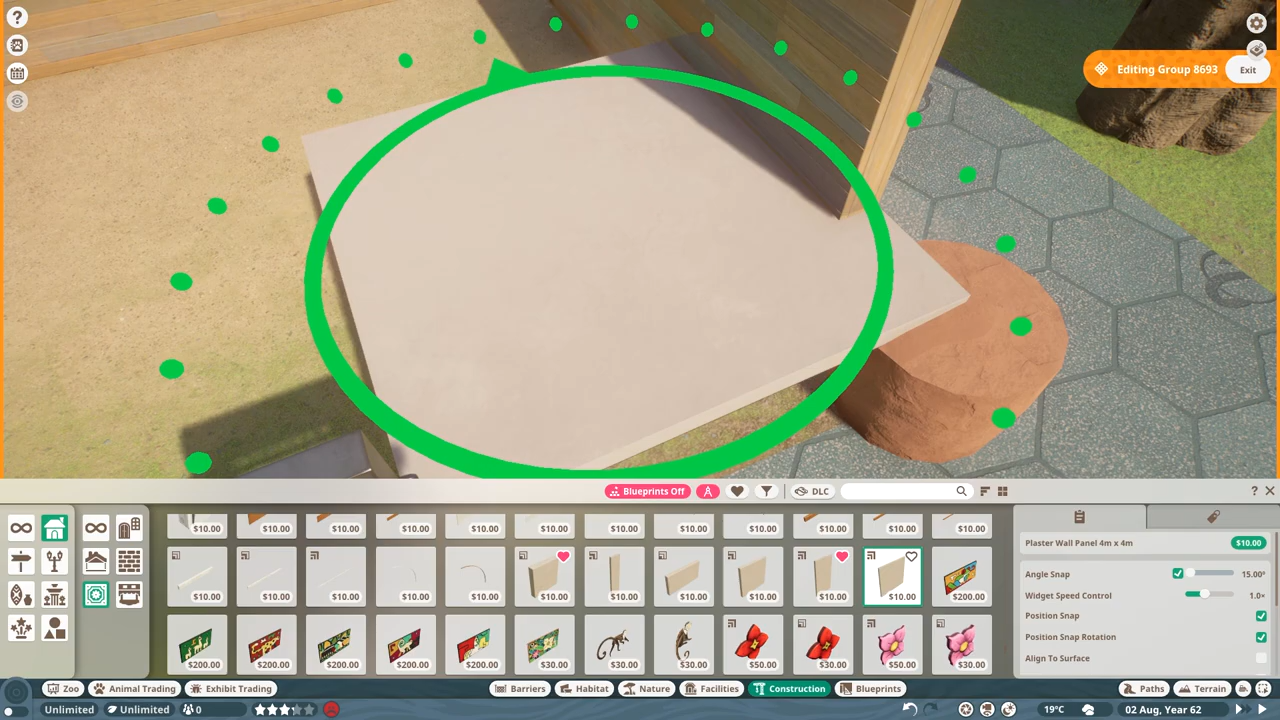 ?
Editing Group 8693
Exit
Blueprints Off
DLC
?
$10.00 $10.00 $10.00 $10.00 $10.00 $10.00 $10.00 $10.00 $10.00 $10.00 $10.00 $10.00
$10.00 $10.00 $10.00 $10.00 $10.00 $10.00 $10.00 $10.00 $10.00 $10.00 $10.00 $200.00
$200.00 $200.00 $200.00 $200.00 $200.00 $30.00 $30.00 $30.00 $50.00 $30.00 $50.00 $30.00
Plaster Wall Panel 4m x 4m $10.00
Angle Snap 15.00°
Widget Speed Control 1.0×
Position Snap
Position Snap Rotation
Align To Surface
Zoo Animal Trading Exhibit Trading Barriers Habitat Nature Facilities Construction Blueprints Paths Terrain
Unlimited Unlimited 0 19°C 02 Aug, Year 62